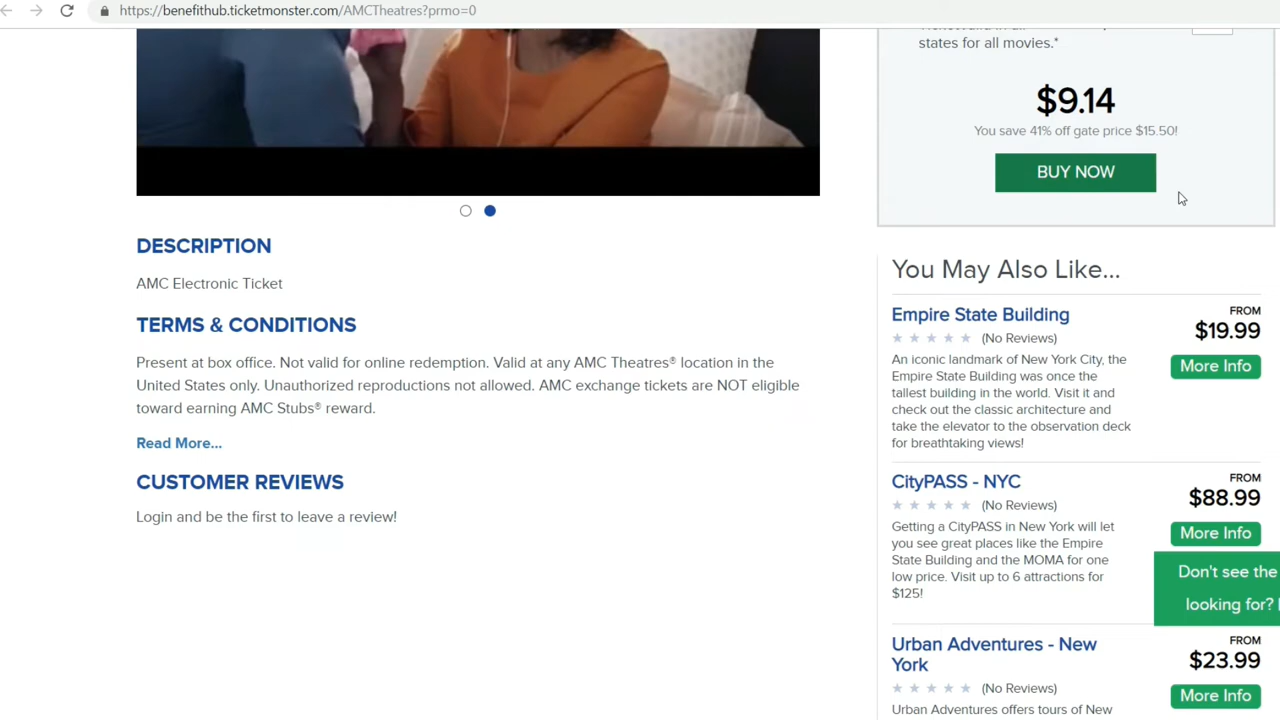 https://benefithub.ticketmonster.com/AMCTheatres?prmo=0
states for all movies.*
$9.14
You save 41% off gate price $15.50!
BUY NOW
DESCRIPTION
AMC Electronic Ticket
TERMS & CONDITIONS
Present at box office. Not valid for online redemption. Valid at any AMC Theatres® location in the
United States only. Unauthorized reproductions not allowed. AMC exchange tickets are NOT eligible
toward earning AMC Stubs® reward.
Read More...
CUSTOMER REVIEWS
Login and be the first to leave a review!
You May Also Like...
Empire State Building
(No Reviews)
FROM
$19.99
More Info
An iconic landmark of New York City, the
Empire State Building was once the
tallest building in the world. Visit it and
check out the classic architecture and
take the elevator to the observation deck
for breathtaking views!
CityPASS - NYC
(No Reviews)
FROM
$88.99
More Info
Getting a CityPASS in New York will let
you see great places like the Empire
State Building and the MOMA for one
low price. Visit up to 6 attractions for
$125!
Don't see the
looking for?
Urban Adventures - New
York
(No Reviews)
FROM
$23.99
More Info
Urban Adventures offers tours of New